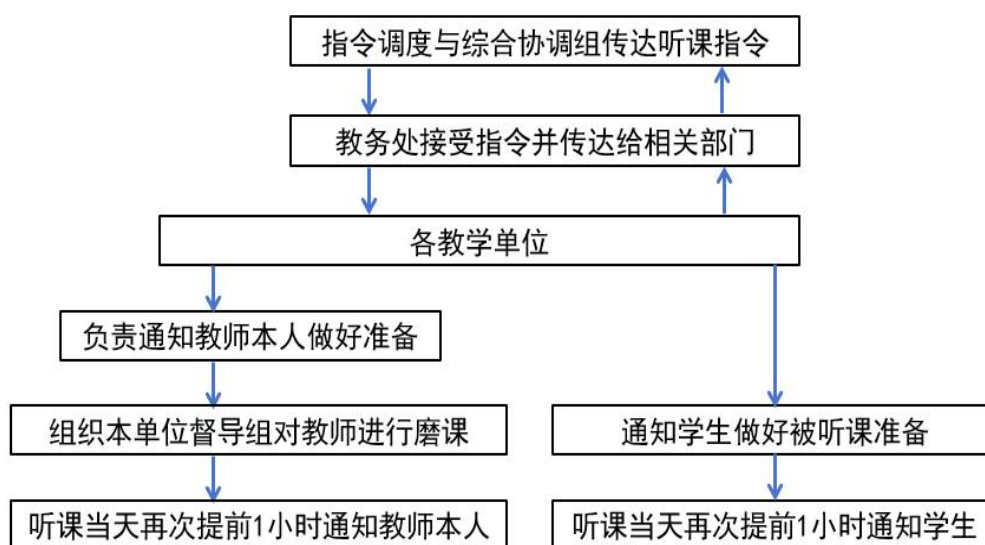 指令调度与综合协调组传达听课指令
教务处接受指令并传达给相关部门
各教学单位
负责通知教师本人做好准备
组织本单位督导组对教师进行磨课
通知学生做好被听课准备
听课当天再次提前1小时通知教师本人
听课当天再次提前1小时通知学生